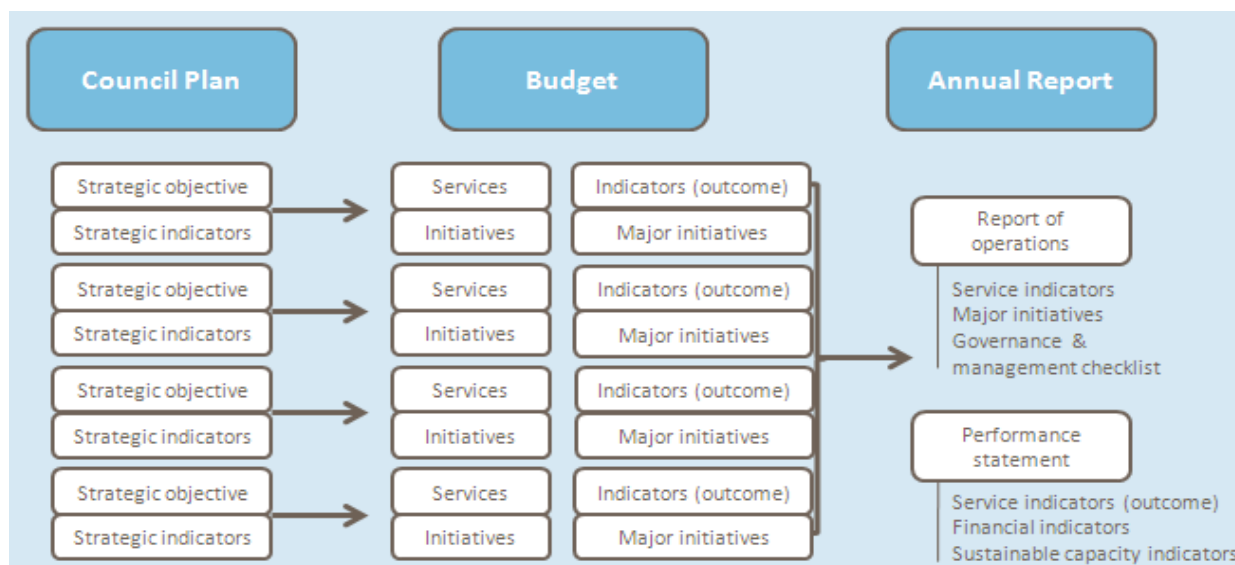 Council Plan
Budget
Annual Report
Strategic objective
Strategic indicators
Services
Initiatives
Indicators (outcome)
Major initiatives
Strategic objective
Strategic indicators
Services
Initiatives
Indicators (outcome)
Major initiatives
Strategic objective
Strategic indicators
Services
Initiatives
Indicators (outcome)
Major initiatives
Strategic objective
Strategic indicators
Services
Initiatives
Indicators (outcome)
Major initiatives
Report of
operations
Service indicators
Major initiatives
Governance &
management checklist
Performance
statement
Service indicators (outcome)
Financial indicators
Sustainable capacity indicators